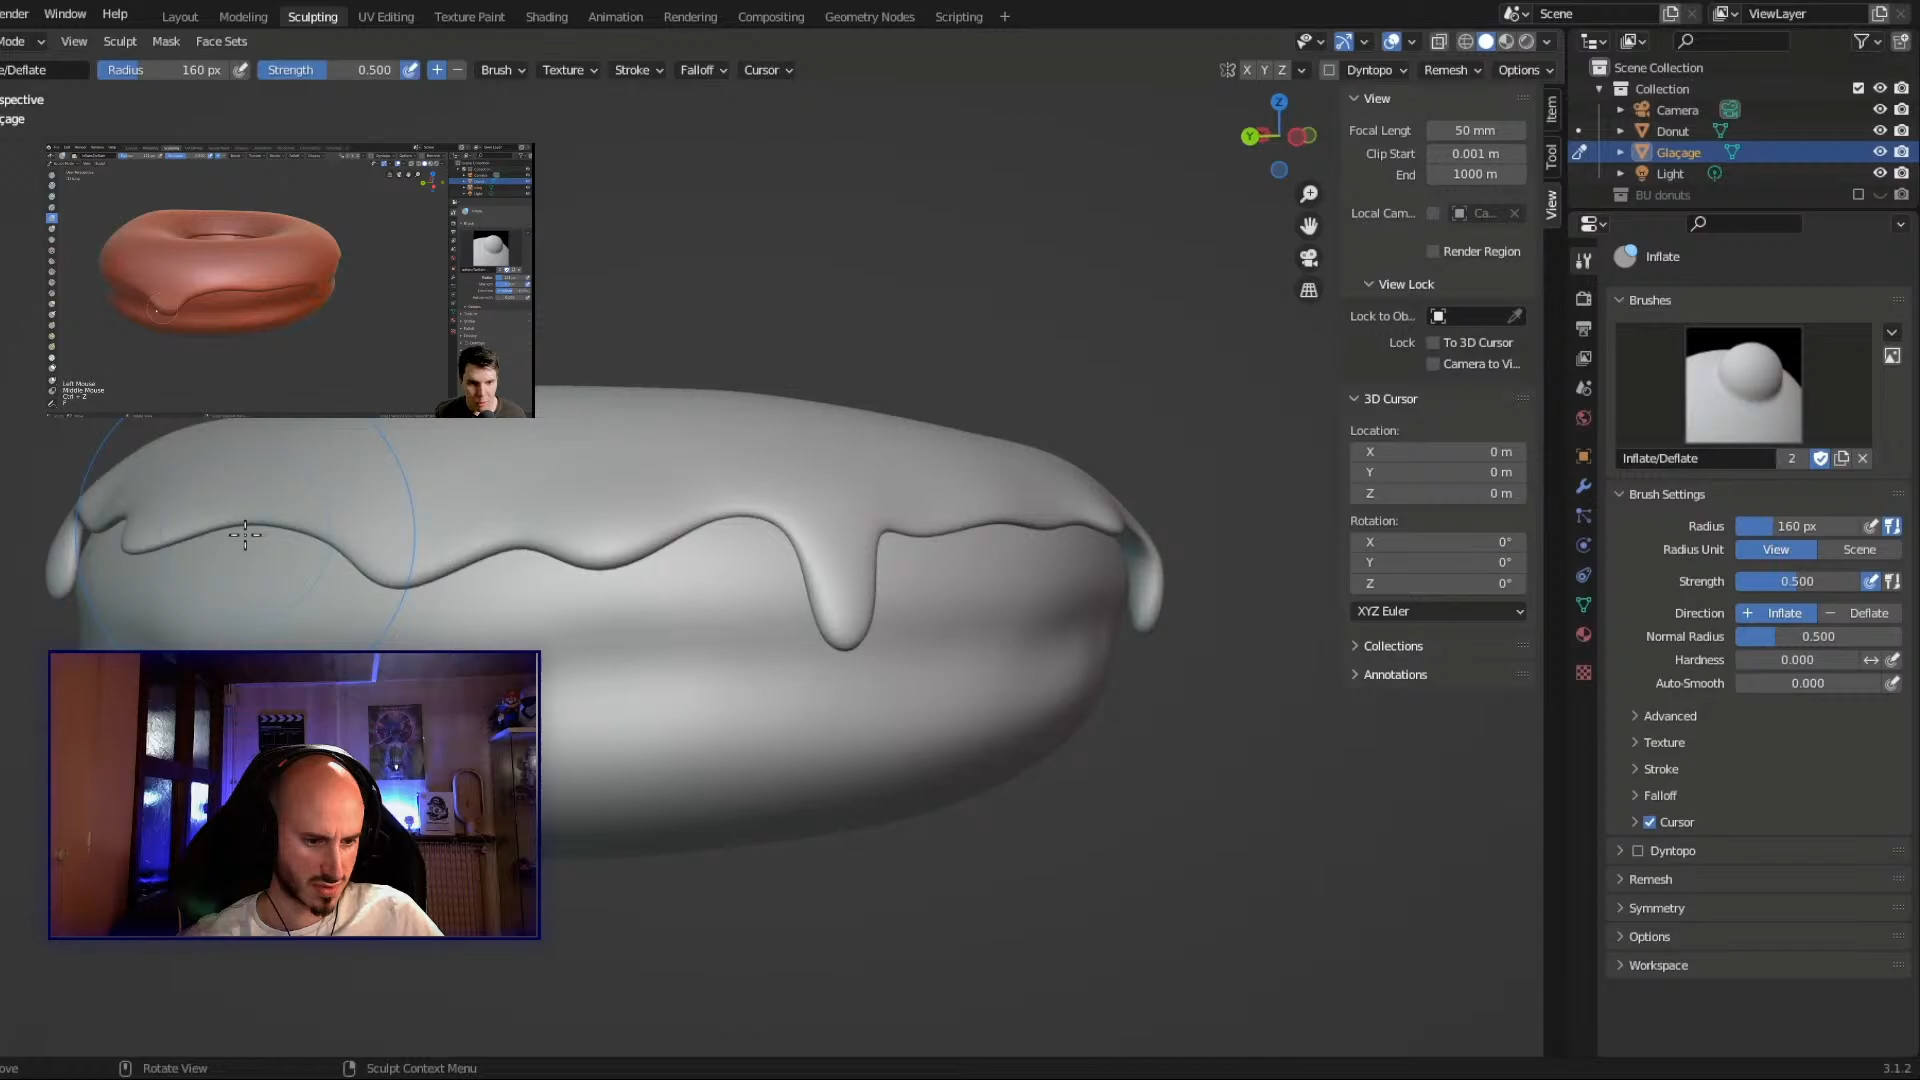 ender Window Help Layout Modeling Sculpting UV Editing Texture Paint Shading Animation Rendering Compositing Geometry Nodes Scripting + Scene ViewLayer
Mode View Sculpt Mask Face Sets
e/Deflate Radius 160 px Strength 0.500 + − Brush Texture Stroke Falloff Cursor X Y Z Dyntopo Remesh Options
spective
çage
Left Mouse
Middle Mouse
Ctrl + Z
F
Z
Y
View
Focal Lengt 50 mm
Clip Start 0.001 m
End 1000 m
Local Cam... Ca...
Render Region
View Lock
Lock to Ob...
Lock To 3D Cursor
Camera to Vi...
3D Cursor
Location:
X 0 m
Y 0 m
Z 0 m
Rotation:
X 0°
Y 0°
Z 0°
XYZ Euler
Collections
Annotations
Item
Tool
View
Scene Collection
Collection
Camera
Donut
Glaçage
Light
BU donuts
Inflate
Brushes
Inflate/Deflate 2
Brush Settings
Radius 160 px
Radius Unit View Scene
Strength 0.500
Direction + Inflate − Deflate
Normal Radius 0.500
Hardness 0.000
Auto-Smooth 0.000
Advanced
Texture
Stroke
Falloff
Cursor
Dyntopo
Remesh
Symmetry
Options
Workspace
ove Rotate View Sculpt Context Menu 3.1.2